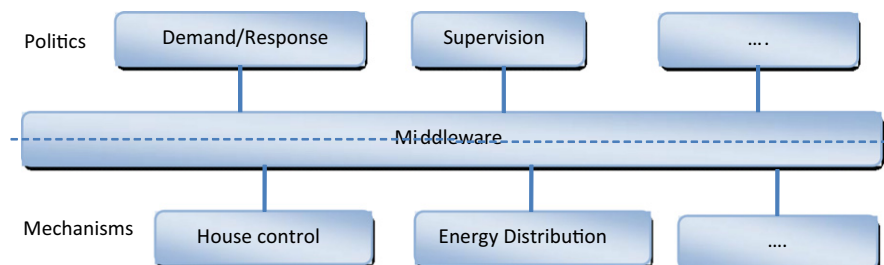 Politics
Demand/Response
Supervision
….
Middleware
Mechanisms
House control
Energy Distribution
….